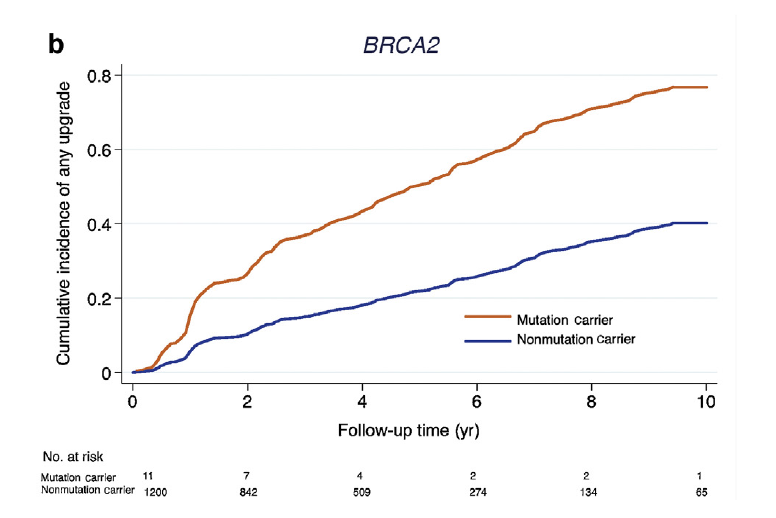 b
BRCA2
Cumulative incidence of any upgrade
0.8
0.6
0.4
0.2
0
Mutation carrier
Nonmutation carrier
0 2 4 6 8 10
Follow-up time (yr)
No. at risk
Mutation carrier 11 7 4 2 2 1
Nonmutation carrier 1200 842 509 274 134 65